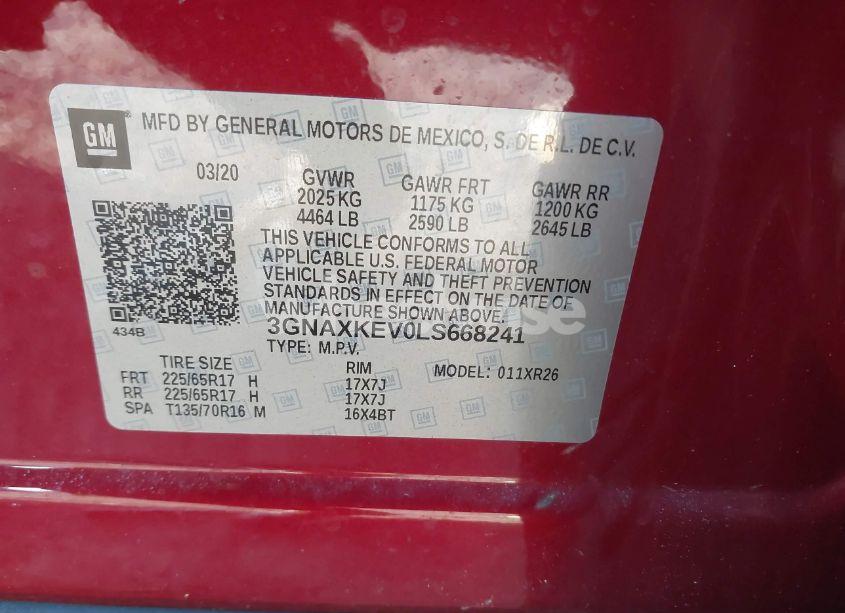 GM
MFD BY GENERAL MOTORS DE MEXICO, S. DE R.L. DE C.V.
03/20 GVWR GAWR FRT GAWR RR
2025 KG 1175 KG 1200 KG
4464 LB 2590 LB 2645 LB
THIS VEHICLE CONFORMS TO ALL
APPLICABLE U.S. FEDERAL MOTOR
VEHICLE SAFETY AND THEFT PREVENTION
STANDARDS IN EFFECT ON THE DATE OF
MANUFACTURE SHOWN ABOVE.
434B
3GNAXKEV0LS668241
TYPE: M.P.V.
TIRE SIZE RIM MODEL: 011XR26
FRT 225/65R17 H 17X7J
RR 225/65R17 H 17X7J
SPA T135/70R16 M 16X4BT